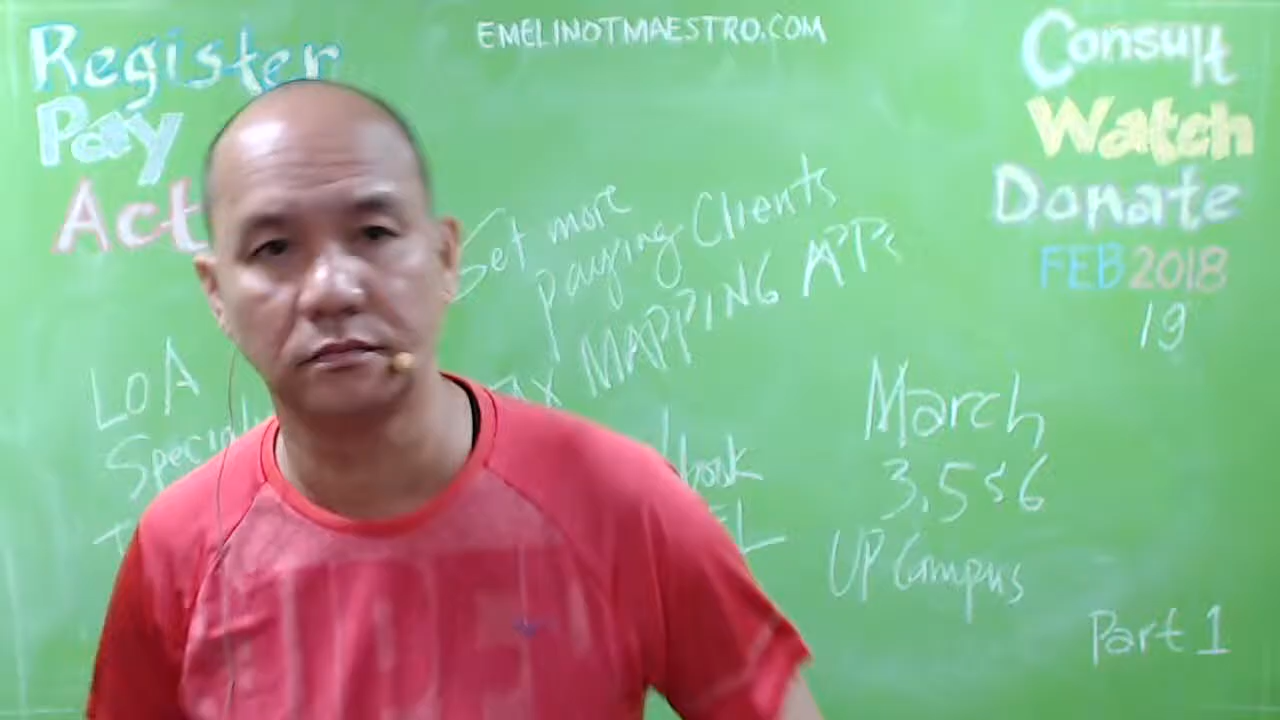 EMELINOTMAESTRO.COM
Register
Pay
Act
Consult
Watch
Donate
FEB 2018
19
Get more
paying Clients
MAPPING
LOA
March
3,5 & 6
UP Campus
Part 1